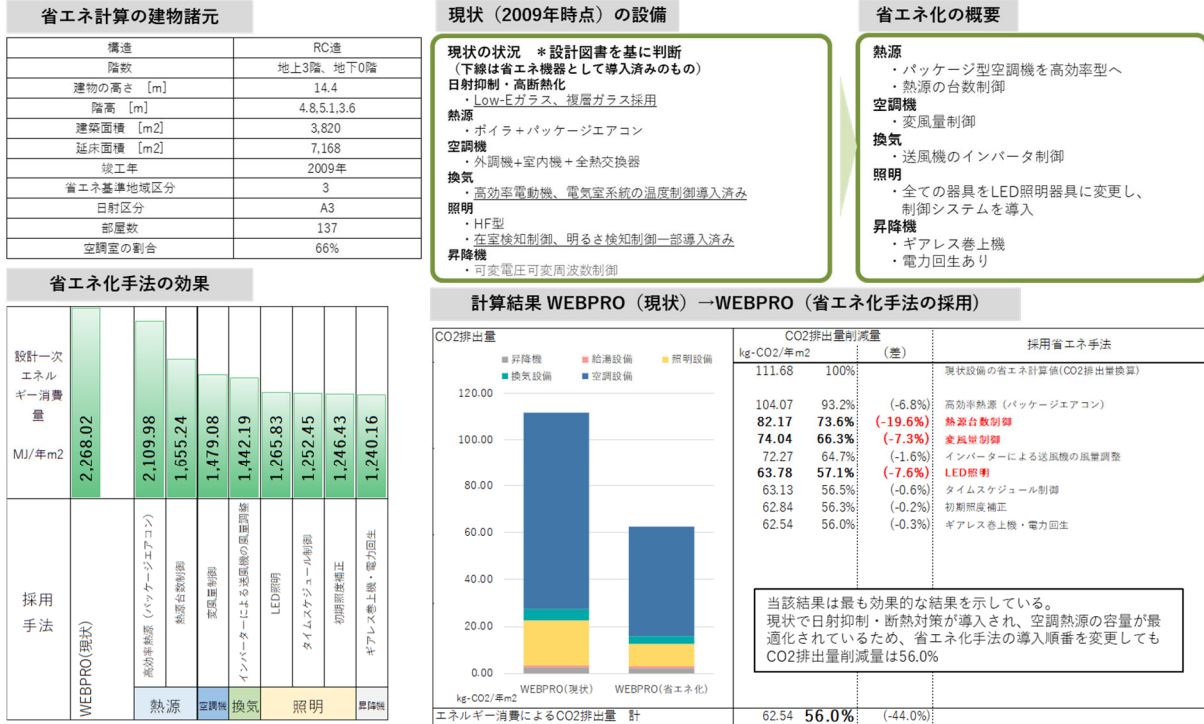 省エネ計算の建物諸元
構造 RC造
階数 地上3階、地下0階
建物の高さ [m] 14.4
階高 [m] 4.8,5.1,3.6
建築面積 [m2] 3,820
延床面積 [m2] 7,168
竣工年 2009年
省エネ基準地域区分 3
日射区分 A3
部屋数 137
空調室の割合 66%
現状（2009年時点）の設備
現状の状況 ＊設計図書を基に判断
（下線は省エネ機器として導入済みのもの）
日射抑制・高断熱化
・Low-Eガラス、複層ガラス採用
熱源
・ボイラ＋パッケージエアコン
空調機
・外調機+室内機＋全熱交換器
換気
・高効率電動機、電気室系統の温度制御導入済み
照明
・HF型
・在室検知制御、明るさ検知制御一部導入済み
昇降機
・可変電圧可変周波数制御
省エネ化の概要
熱源
・パッケージ型空調機を高効率型へ
・熱源の台数制御
空調機
・変風量制御
換気
・送風機のインバータ制御
照明
・全ての器具をLED照明器具に変更し、
制御システムを導入
昇降機
・ギアレス巻上機
・電力回生あり
省エネ化手法の効果
設計一次
エネル
ギー消費
量
MJ/年m2
2,268.02
2,109.98
1,655.24
1,479.08
1,442.19
1,265.83
1,252.45
1,246.43
1,240.16
採用
手法
WEBPRO(現状)
高効率熱源（パッケージエアコン）
熱源台数制御
変風量制御
インバーターによる送風機の風量調整
LED照明
タイムスケジュール制御
初期照度補正
ギアレス巻上機・電力回生
熱源
空調機
換気
照明
昇降機
計算結果 WEBPRO（現状）→WEBPRO（省エネ化手法の採用）
CO2排出量
昇降機 給湯設備 照明設備
換気設備 空調設備
120.00
100.00
80.00
60.00
40.00
20.00
0.00
kg-CO2/年m2
WEBPRO(現状) WEBPRO(省エネ化)
CO2排出量削減量
kg-CO2/年m2 (差) 採用省エネ手法
111.68 100% 現状設備の省エネ計算値(CO2排出量換算)
104.07 93.2% (-6.8%) 高効率熱源（パッケージエアコン）
82.17 73.6% (-19.6%) 熱源台数制御
74.04 66.3% (-7.3%) 変風量制御
72.27 64.7% (-1.6%) インバーターによる送風機の風量調整
63.78 57.1% (-7.6%) LED照明
63.13 56.5% (-0.6%) タイムスケジュール制御
62.84 56.3% (-0.2%) 初期照度補正
62.54 56.0% (-0.3%) ギアレス巻上機・電力回生
当該結果は最も効果的な結果を示している。
現状で日射抑制・断熱対策が導入され、空調熱源の容量が最
適化されているため、省エネ化手法の導入順番を変更しても
CO2排出量削減量は56.0%
エネルギー消費によるCO2排出量 計 62.54 56.0% (-44.0%)